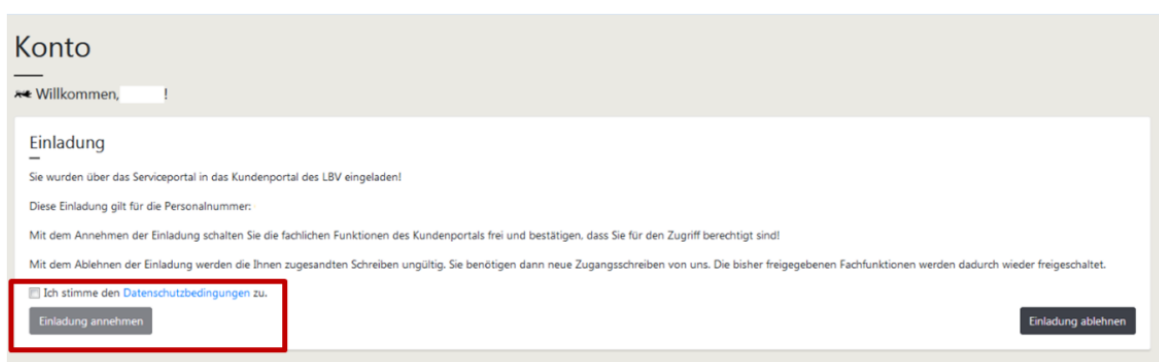 Konto
Willkommen, !
Einladung
Sie wurden über das Serviceportal in das Kundenportal des LBV eingeladen!
Diese Einladung gilt für die Personalnummer:
Mit dem Annehmen der Einladung schalten Sie die fachlichen Funktionen des Kundenportals frei und bestätigen, dass Sie für den Zugriff berechtigt sind!
Mit dem Ablehnen der Einladung werden die Ihnen zugesandten Schreiben ungültig. Sie benötigen dann neue Zugangsschreiben von uns. Die bisher freigegebenen Fachfunktionen werden dadurch wieder freigeschaltet.
Ich stimme den Datenschutzbedingungen zu.
Einladung annehmen
Einladung ablehnen